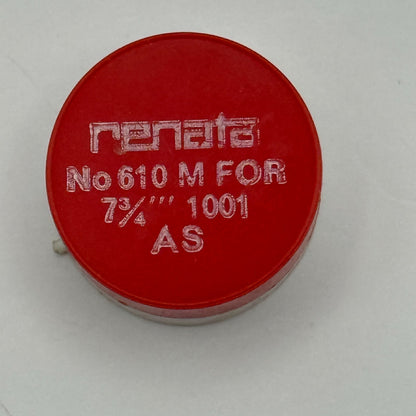 renata
No 610 M FOR
7¾''' 1001
AS